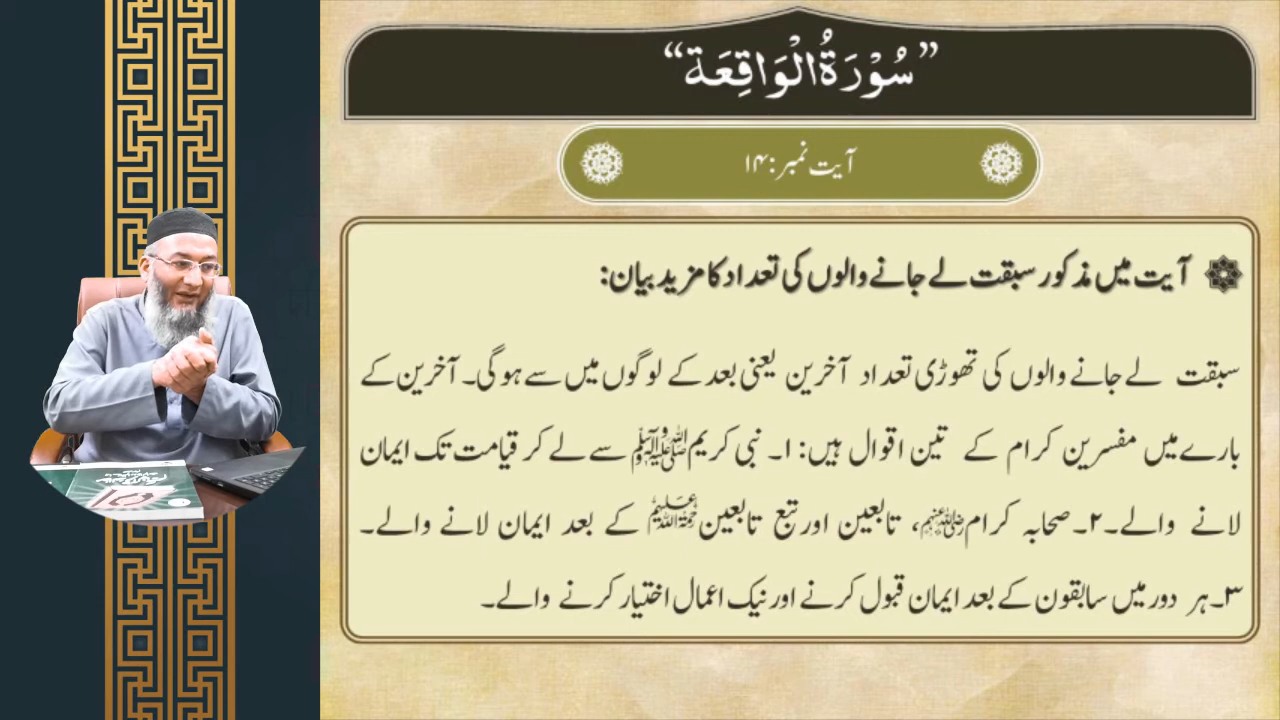 ”سُوْرَةُالْوَاقِعَة“
آیت نمبر: ۱۴
آیت میں مذکور سبقت لے جانے والوں کی تعداد کا مزید بیان:
سبقت لے جانے والوں کی تھوڑی تعداد آخرین یعنی بعد کے لوگوں میں سے ہوگی۔ آخرین کے
بارے میں مفسرین کرام کے تین اقوال ہیں: ۱۔ نبی کریم ﷺ سے لے کر قیامت تک ایمان
لانے والے۔ ۲۔ صحابہ کرام رضی اللہ عنہم، تابعین اور تبع تابعین رحمۃ اللہ علیہم کے بعد ایمان لانے والے۔
۳۔ ہر دور میں سابقون کے بعد ایمان قبول کرنے اور نیک اعمال اختیار کرنے والے۔